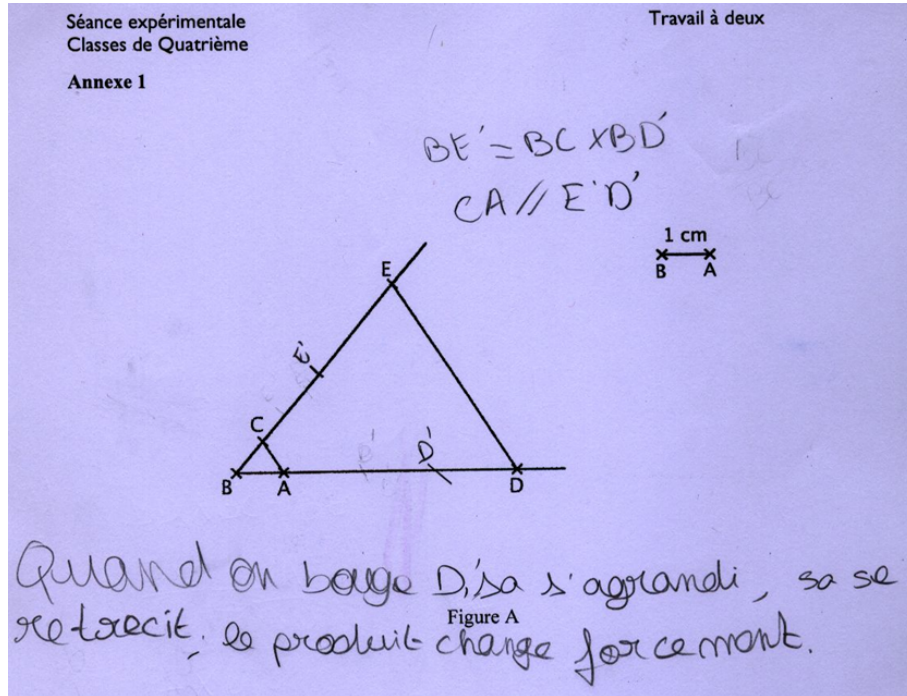 Séance expérimentale
Travail à deux
Classes de Quatrième
Annexe 1
BE' = BC x BD'
CA // E'D'
1 cm
B A
E
E'
C
D'
B A D
Quand on bouge D, sa s'agrandi, sa se
retrecit, le produit change forcement.
Figure A